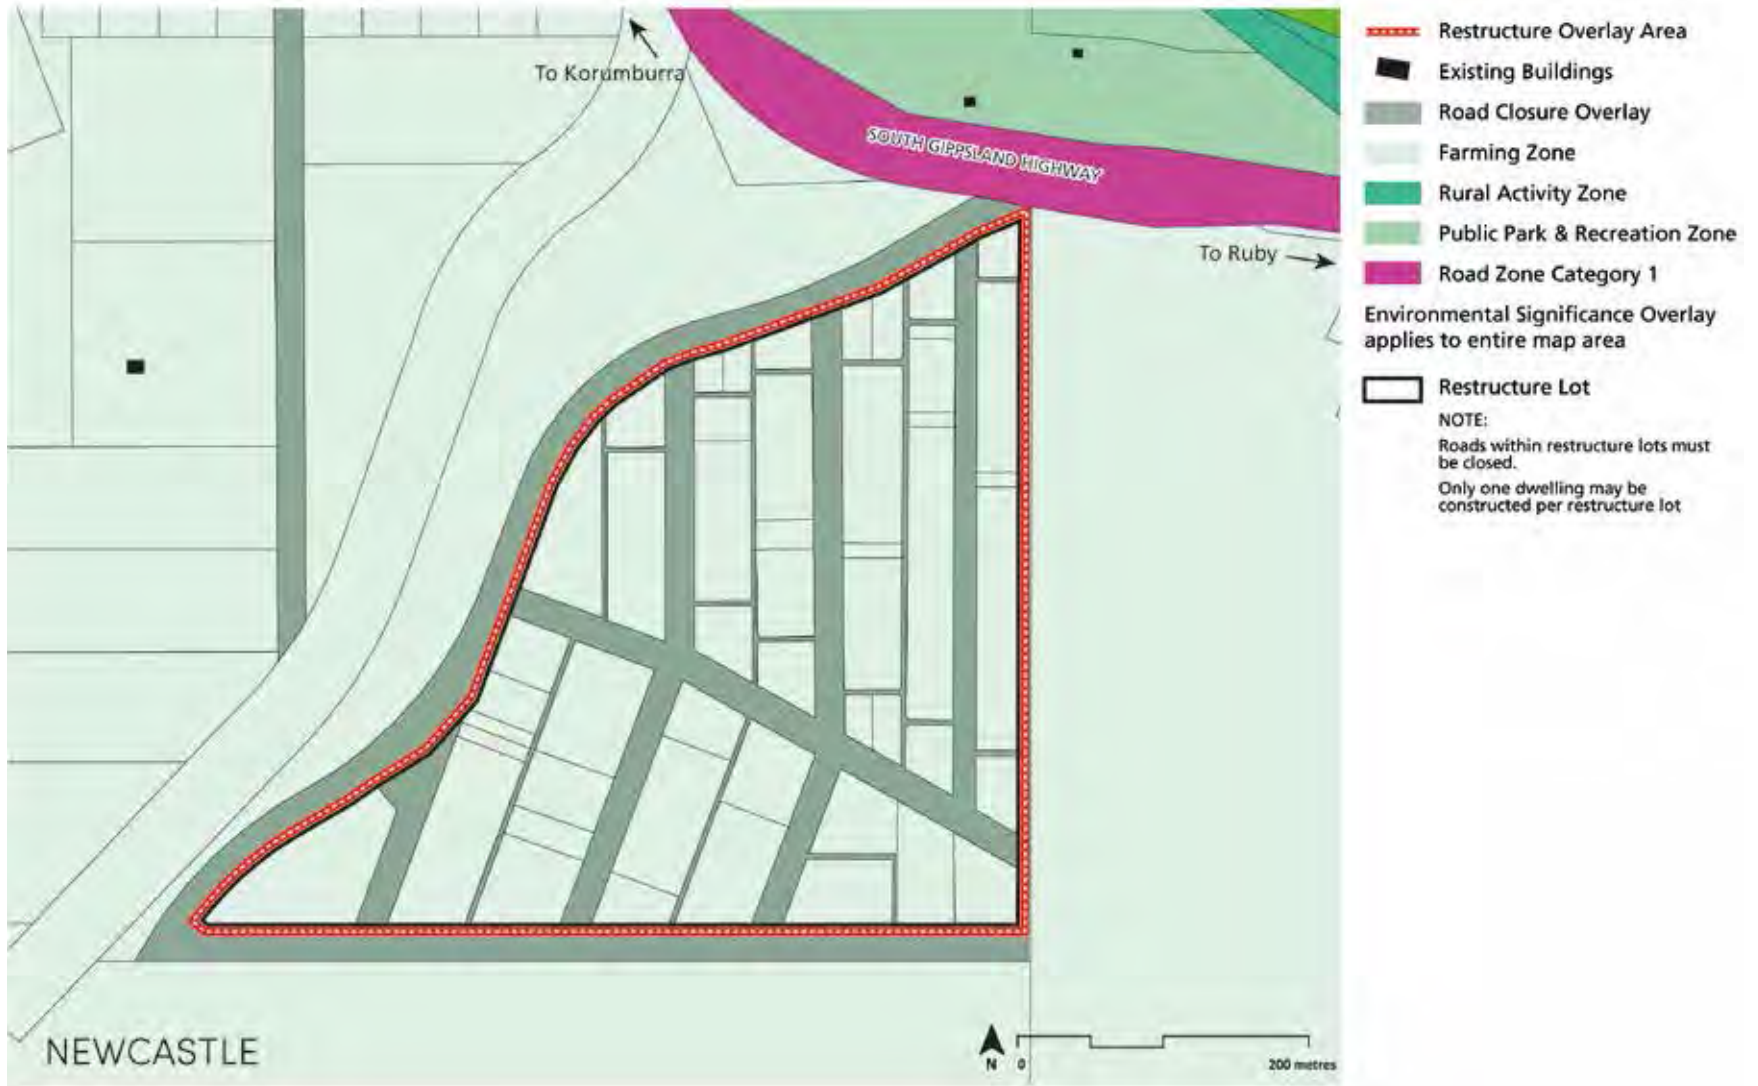 To Korumburra
SOUTH GIPPSLAND HIGHWAY
To Ruby
NEWCASTLE
N
0
200 metres
Restructure Overlay Area
Existing Buildings
Road Closure Overlay
Farming Zone
Rural Activity Zone
Public Park & Recreation Zone
Road Zone Category 1
Environmental Significance Overlay
applies to entire map area
Restructure Lot
NOTE:
Roads within restructure lots must
be closed.
Only one dwelling may be
constructed per restructure lot